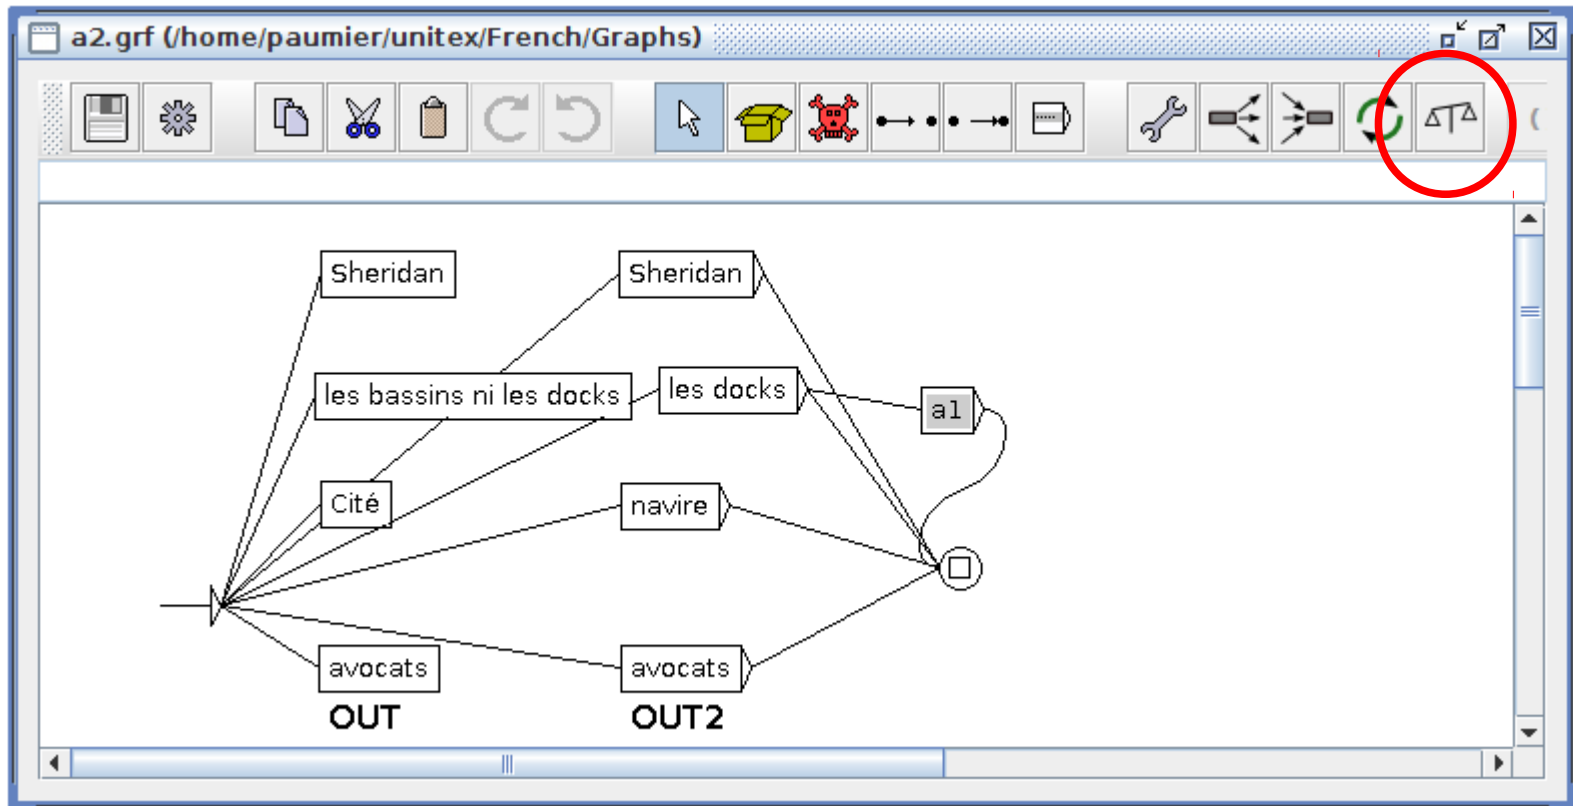 a2.grf (/home/paumier/unitex/French/Graphs)
Sheridan Sheridan
les bassins ni les docks les docks a1
Cité navire
avocats avocats
OUT OUT2